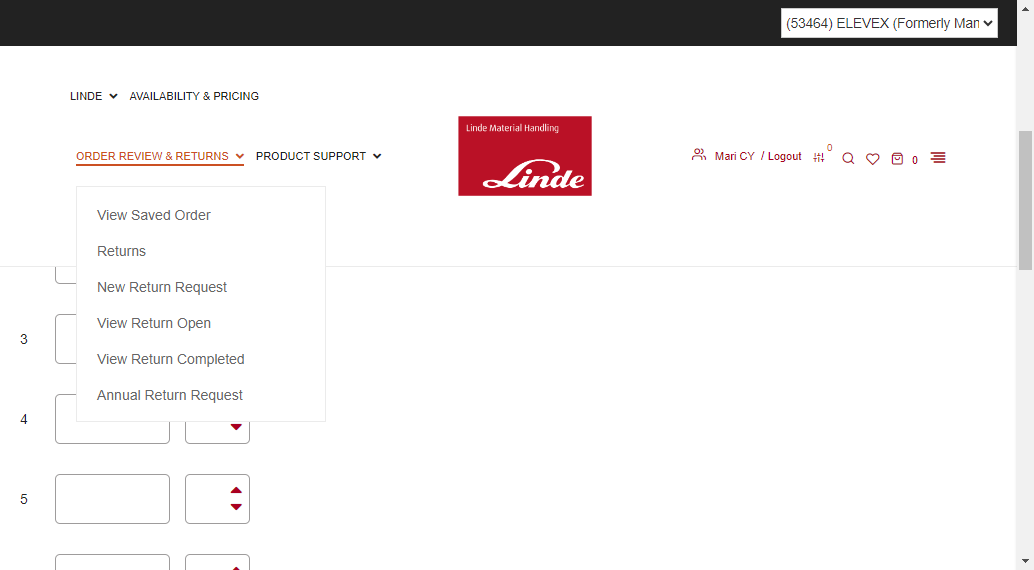 (53464) ELEVEX (Formerly Man
LINDE AVAILABILITY & PRICING
ORDER REVIEW & RETURNS PRODUCT SUPPORT
Linde Material Handling
Linde
Mari CY / Logout 0 0
View Saved Order
Returns
New Return Request
View Return Open
View Return Completed
Annual Return Request
3
4
5